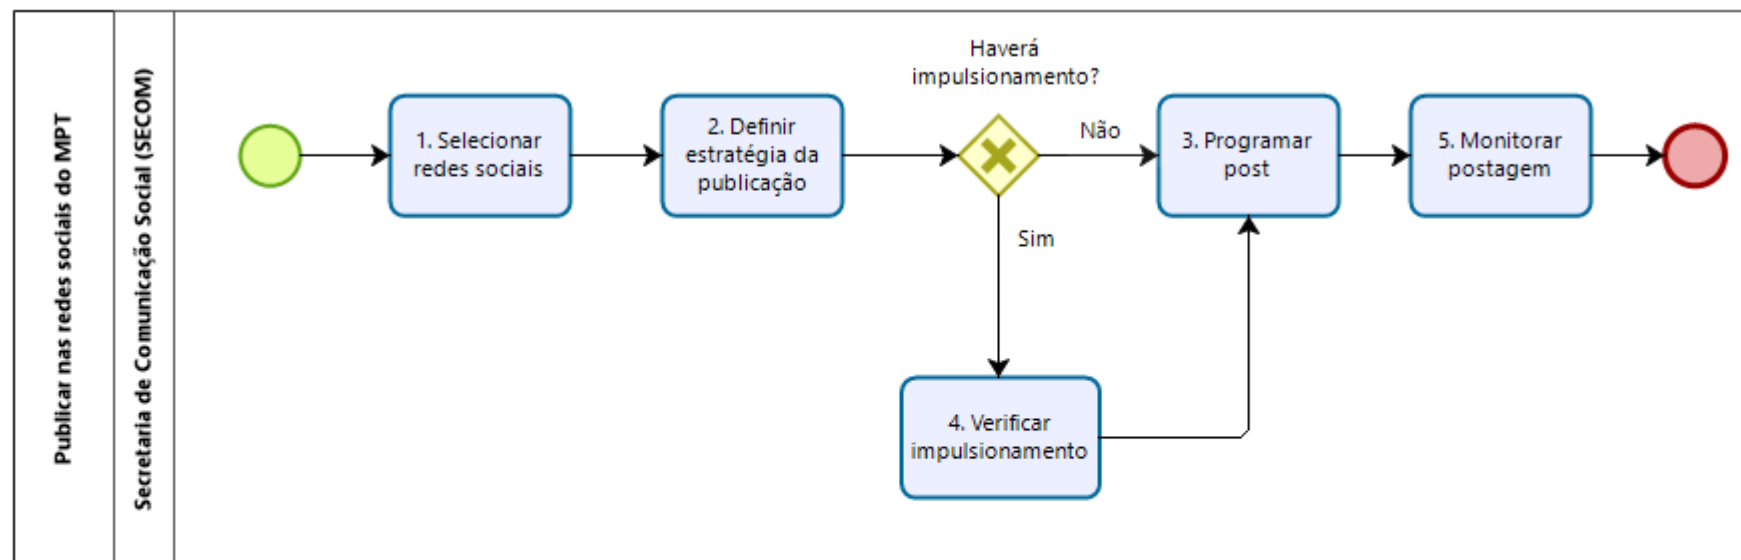 Publicar nas redes sociais do MPT
Secretaria de Comunicação Social (SECOM)
1. Selecionar
redes sociais
2. Definir
estratégia da
publicação
Haverá
impulsionamento?
Não
Sim
3. Programar
post
5. Monitorar
postagem
4. Verificar
impulsionamento